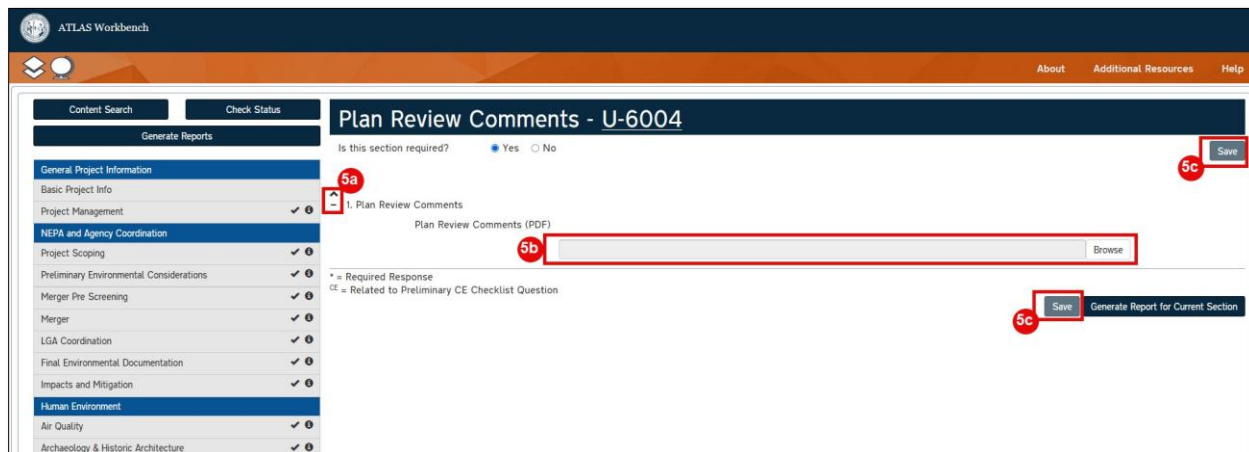 ATLAS Workbench
About Additional Resources Help
Content Search Check Status
Generate Reports
General Project Information
Basic Project Info
Project Management
NEPA and Agency Coordination
Project Scoping
Preliminary Environmental Considerations
Merger Pre Screening
Merger
LGA Coordination
Final Environmental Documentation
Impacts and Mitigation
Human Environment
Air Quality
Archaeology & Historic Architecture
Plan Review Comments - U-6004
Is this section required? Yes No
Save
5c
5a
1. Plan Review Comments
Plan Review Comments (PDF)
5b
Browse
* = Required Response
CE = Related to Preliminary CE Checklist Question
Save Generate Report for Current Section
5c